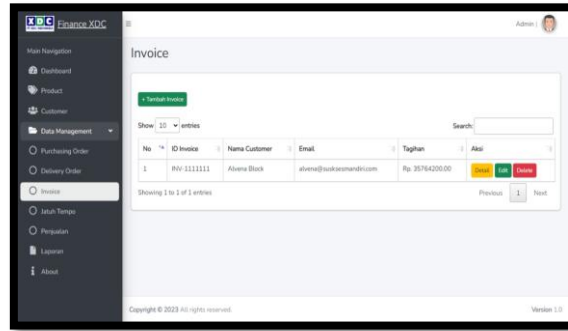 XDC
Finance XDC
Admin |
Main Navigation
Dashboard
Product
Customer
Data Management
Purchasing Order
Delivery Order
Invoice
Jatuh Tempo
Penjualan
Laporan
About
Invoice
+ Tambah Invoice
Show 10 entries
Search:
No ID Invoice Nama Customer Email Tagihan Aksi
1 INV-1111111 Alvena Block Rp. 35764200.00 Detail Edit Delete
Showing 1 to 1 of 1 entries
Previous 1 Next
Copyright © 2023 All rights reserved.
Version 1.0